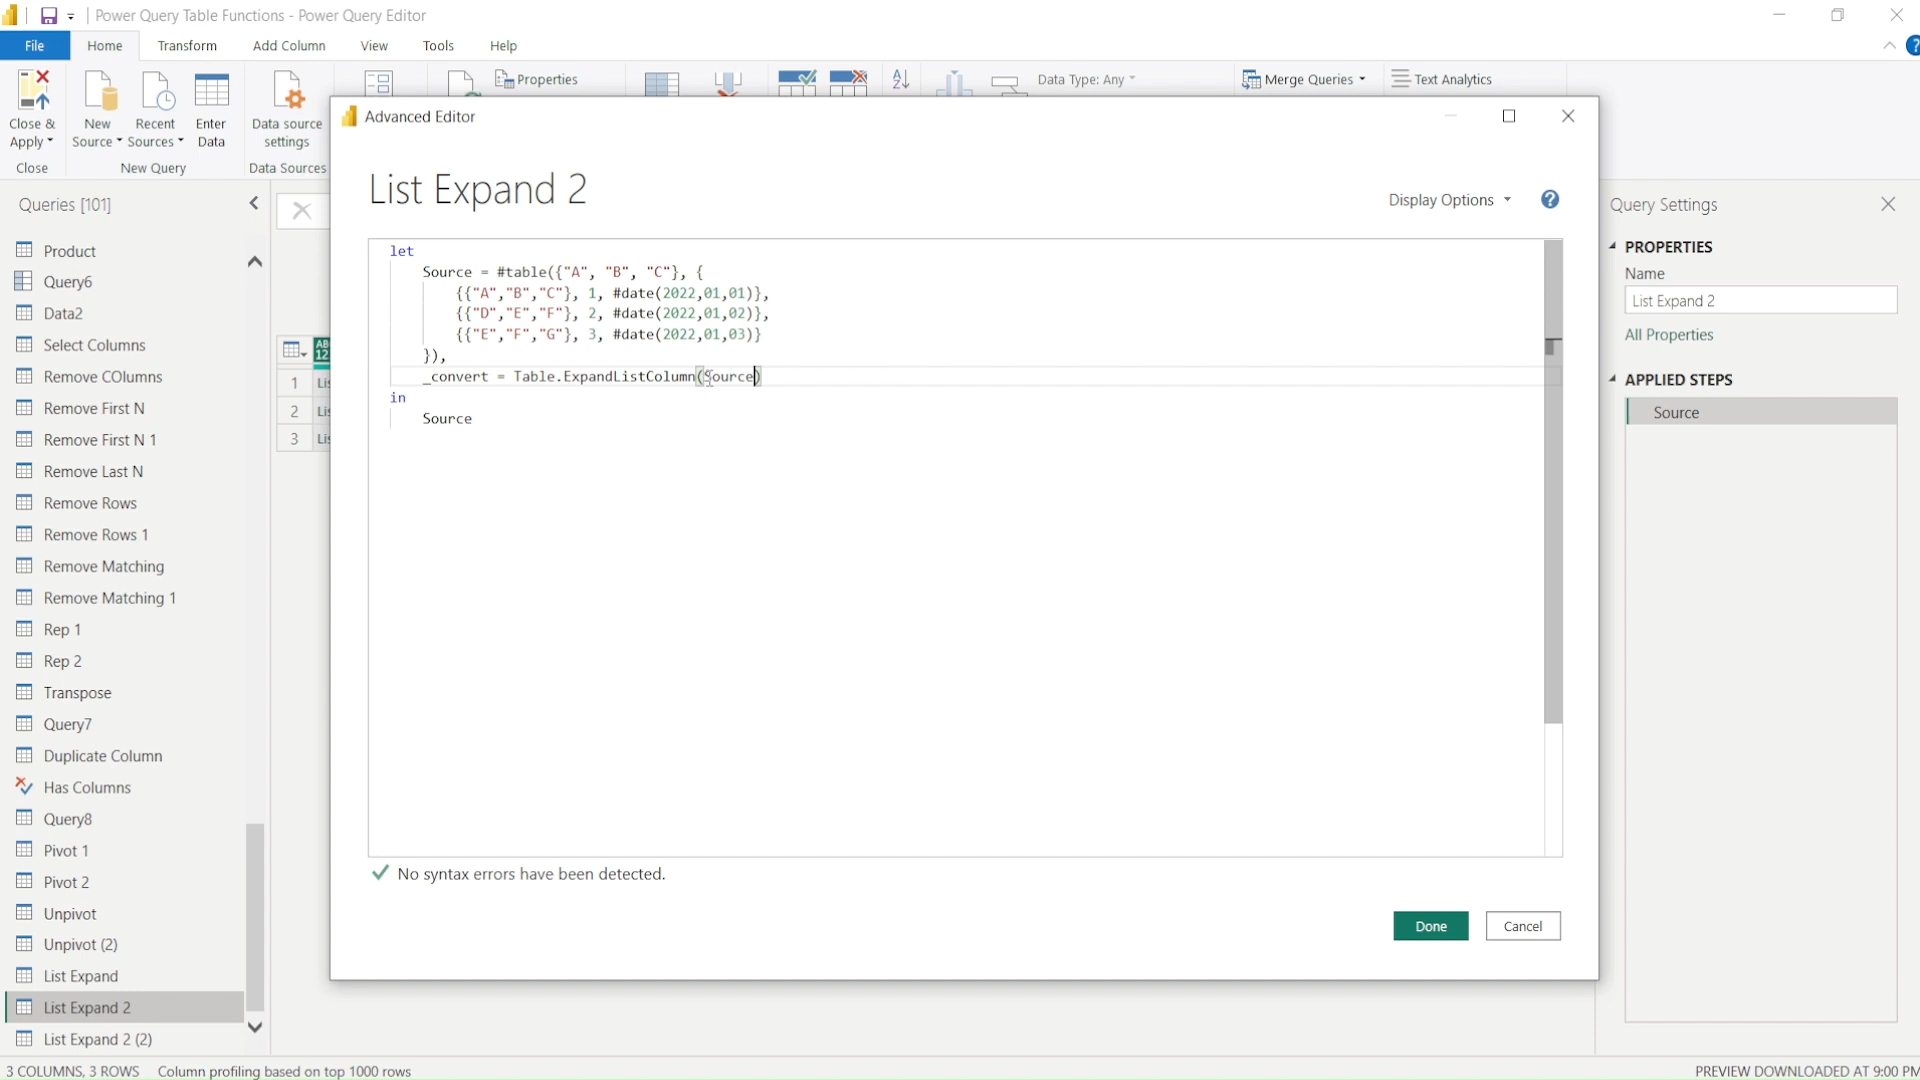 Power Query Table Functions - Power Query Editor
File Home Transform Add Column View Tools Help
Close & Apply
New Source
Recent Sources
Enter Data
Data source settings
Properties
Data Type: Any
Merge Queries
Text Analytics
Close
New Query
Data Sources
Queries [101]
Product
Query6
Data2
Select Columns
Remove COlumns
Remove First N
Remove First N 1
Remove Last N
Remove Rows
Remove Rows 1
Remove Matching
Remove Matching 1
Rep 1
Rep 2
Transpose
Query7
Duplicate Column
Has Columns
Query8
Pivot 1
Pivot 2
Unpivot
Unpivot (2)
List Expand
List Expand 2
List Expand 2 (2)
1
2
3
Advanced Editor
List Expand 2
Display Options
let
Source = #table({"A", "B", "C"}, {
{{"A","B","C"}, 1, #date(2022,01,01)},
{{"D","E","F"}, 2, #date(2022,01,02)},
{{"E","F","G"}, 3, #date(2022,01,03)}
}),
_convert = Table.ExpandListColumn(Source)
in
Source
No syntax errors have been detected.
Done
Cancel
Query Settings
PROPERTIES
Name
List Expand 2
All Properties
APPLIED STEPS
Source
3 COLUMNS, 3 ROWS Column profiling based on top 1000 rows
PREVIEW DOWNLOADED AT 9:00 PM